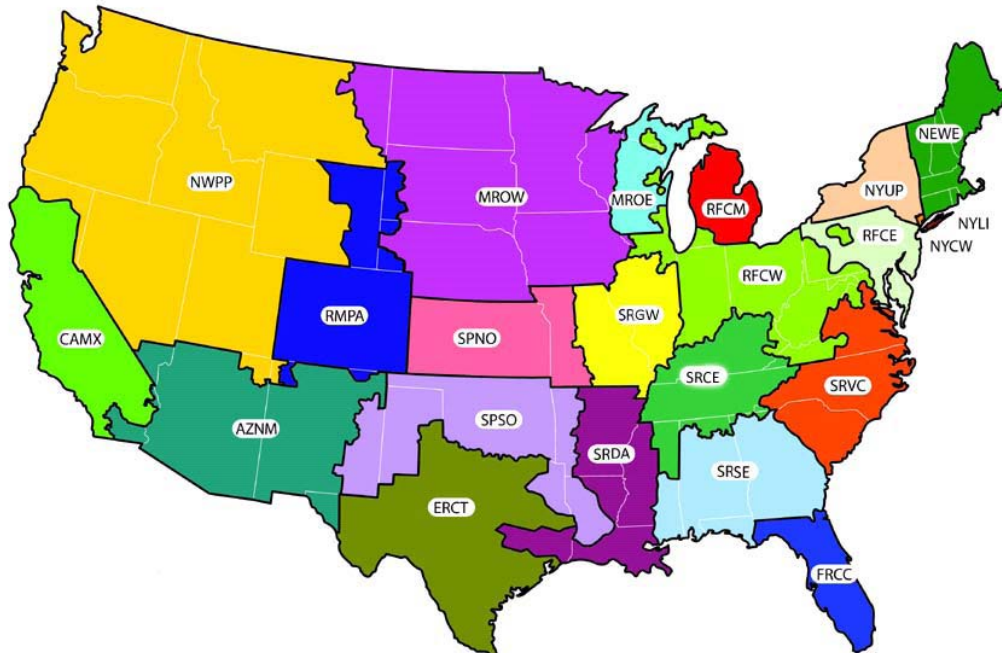 NEWE
NWPP
MROW
MROE
RFCM
NYUP
NYLI
RFCE
NYCW
RFCW
RMPA
SRGW
CAMX
SPNO
SRCE
SRVC
AZNM
SPSO
SRDA
SRSE
ERCT
FRCC